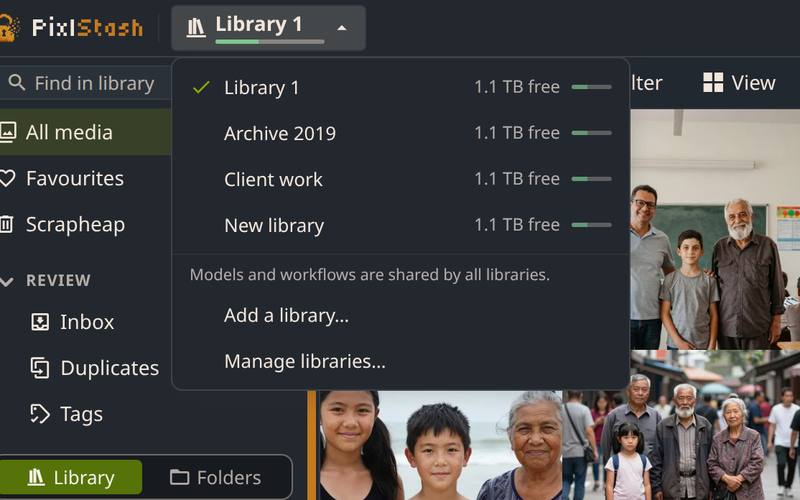 PixlStash
Library 1
Find in library
lter
View
Library 1 1.1 TB free
Archive 2019 1.1 TB free
Client work 1.1 TB free
New library 1.1 TB free
Models and workflows are shared by all libraries.
Add a library...
Manage libraries...
All media
Favourites
Scrapheap
REVIEW
Inbox
Duplicates
Tags
Library
Folders